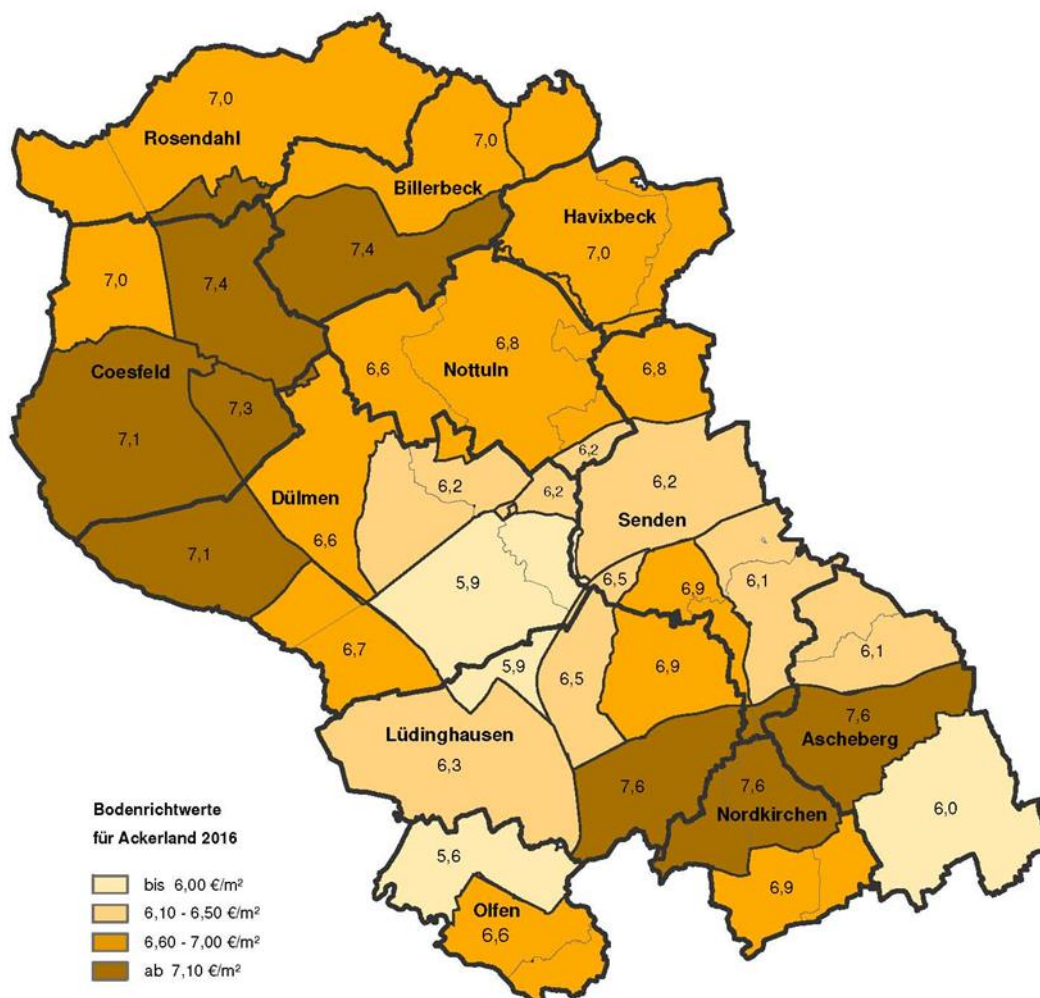 7,0
Rosendahl
7,0
Billerbeck
Havixbeck
7,4
7,0
7,0
7,4
6,8
6,6
Nottuln
6,8
Coesfeld
7,3
7,1
6,2
6,2
6,2
6,2
Dülmen
Senden
6,6
7,1
6,5
6,9
6,1
5,9
6,7
5,9
6,5
6,9
6,1
7,6
Lüdinghausen
Ascheberg
6,3
7,6
7,6
Nordkirchen
6,0
Bodenrichtwerte
für Ackerland 2016
5,6
bis 6,00 €/m²
6,10 - 6,50 €/m²
6,60 - 7,00 €/m²
ab 7,10 €/m²
6,9
Olfen
6,6